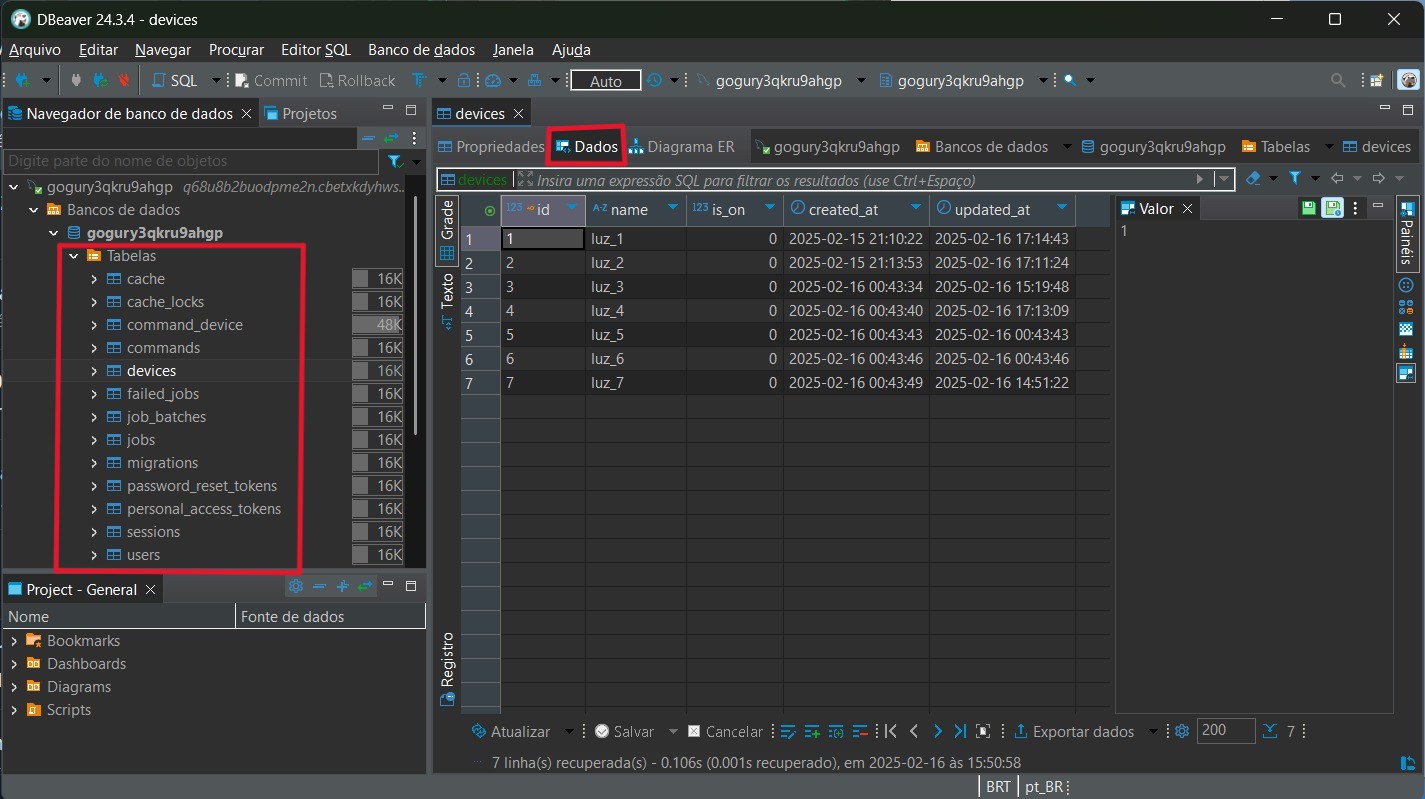 DBeaver 24.3.4 - devices
Arquivo Editar Navegar Procurar Editor SQL Banco de dados Janela Ajuda
SQL Commit Rollback Auto gogury3qkru9ahgp gogury3qkru9ahgp
Navegador de banco de dados Projetos
Digite parte do nome de objetos
gogury3qkru9ahgp q68u8b2buodpme2n.cbetxkdyhws...
Bancos de dados
gogury3qkru9ahgp
Tabelas
cache 16K
cache_locks 16K
command_device 48K
commands 16K
devices 16K
failed_jobs 16K
job_batches 16K
jobs 16K
migrations 16K
password_reset_tokens 16K
personal_access_tokens 16K
sessions 16K
users 16K
Project - General
Nome Fonte de dados
Bookmarks
Dashboards
Diagrams
Scripts
devices
Propriedades Dados Diagrama ER gogury3qkru9ahgp Bancos de dados gogury3qkru9ahgp Tabelas devices
devices Insira uma expressão SQL para filtrar os resultados (use Ctrl+Espaço)
Grade
Texto
Registro
123 id A-Z name 123 is_on created_at updated_at
1 1 luz_1 0 2025-02-15 21:10:22 2025-02-16 17:14:43
2 2 luz_2 0 2025-02-15 21:13:53 2025-02-16 17:11:24
3 3 luz_3 0 2025-02-16 00:43:34 2025-02-16 15:19:48
4 4 luz_4 0 2025-02-16 00:43:40 2025-02-16 17:13:09
5 5 luz_5 0 2025-02-16 00:43:43 2025-02-16 00:43:43
6 6 luz_6 0 2025-02-16 00:43:46 2025-02-16 00:43:46
7 7 luz_7 0 2025-02-16 00:43:49 2025-02-16 14:51:22
Valor
1
Painéis
Atualizar Salvar Cancelar Exportar dados 200 7
7 linha(s) recuperada(s) - 0.106s (0.001s recuperado), em 2025-02-16 às 15:50:58
BRT pt_BR